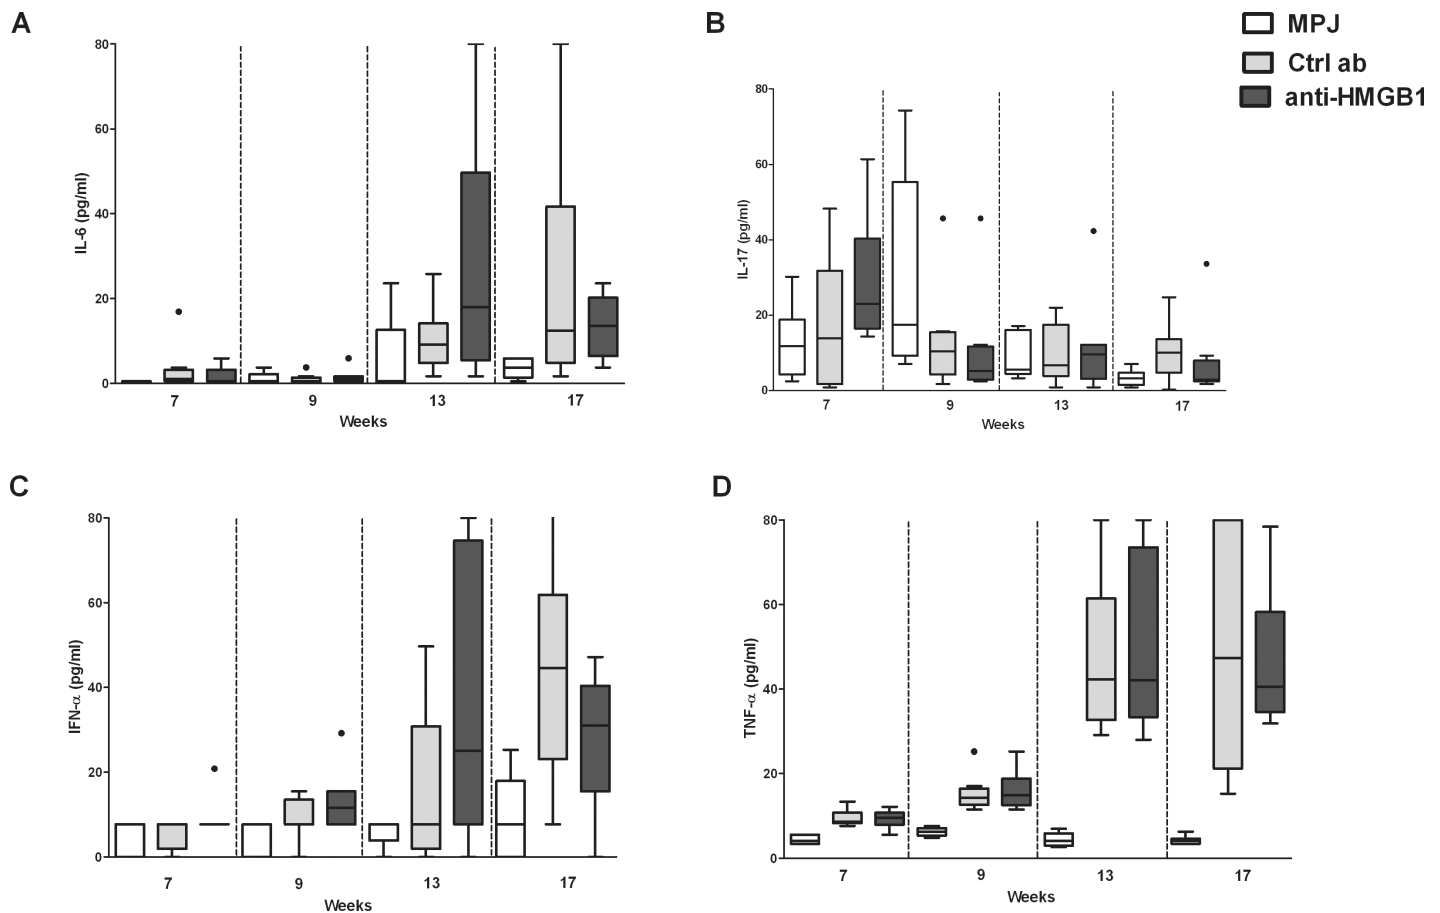 A
80
60
40
20
0
IL-6 (pg/ml)
7 9 13 17
Weeks
B
80
60
40
20
0
IL-17 (pg/ml)
7 9 13 17
Weeks
MPJ
Ctrl ab
anti-HMGB1
C
80
60
40
20
0
IFN-α (pg/ml)
7 9 13 17
Weeks
D
80
60
40
20
0
TNF-α (pg/ml)
7 9 13 17
Weeks